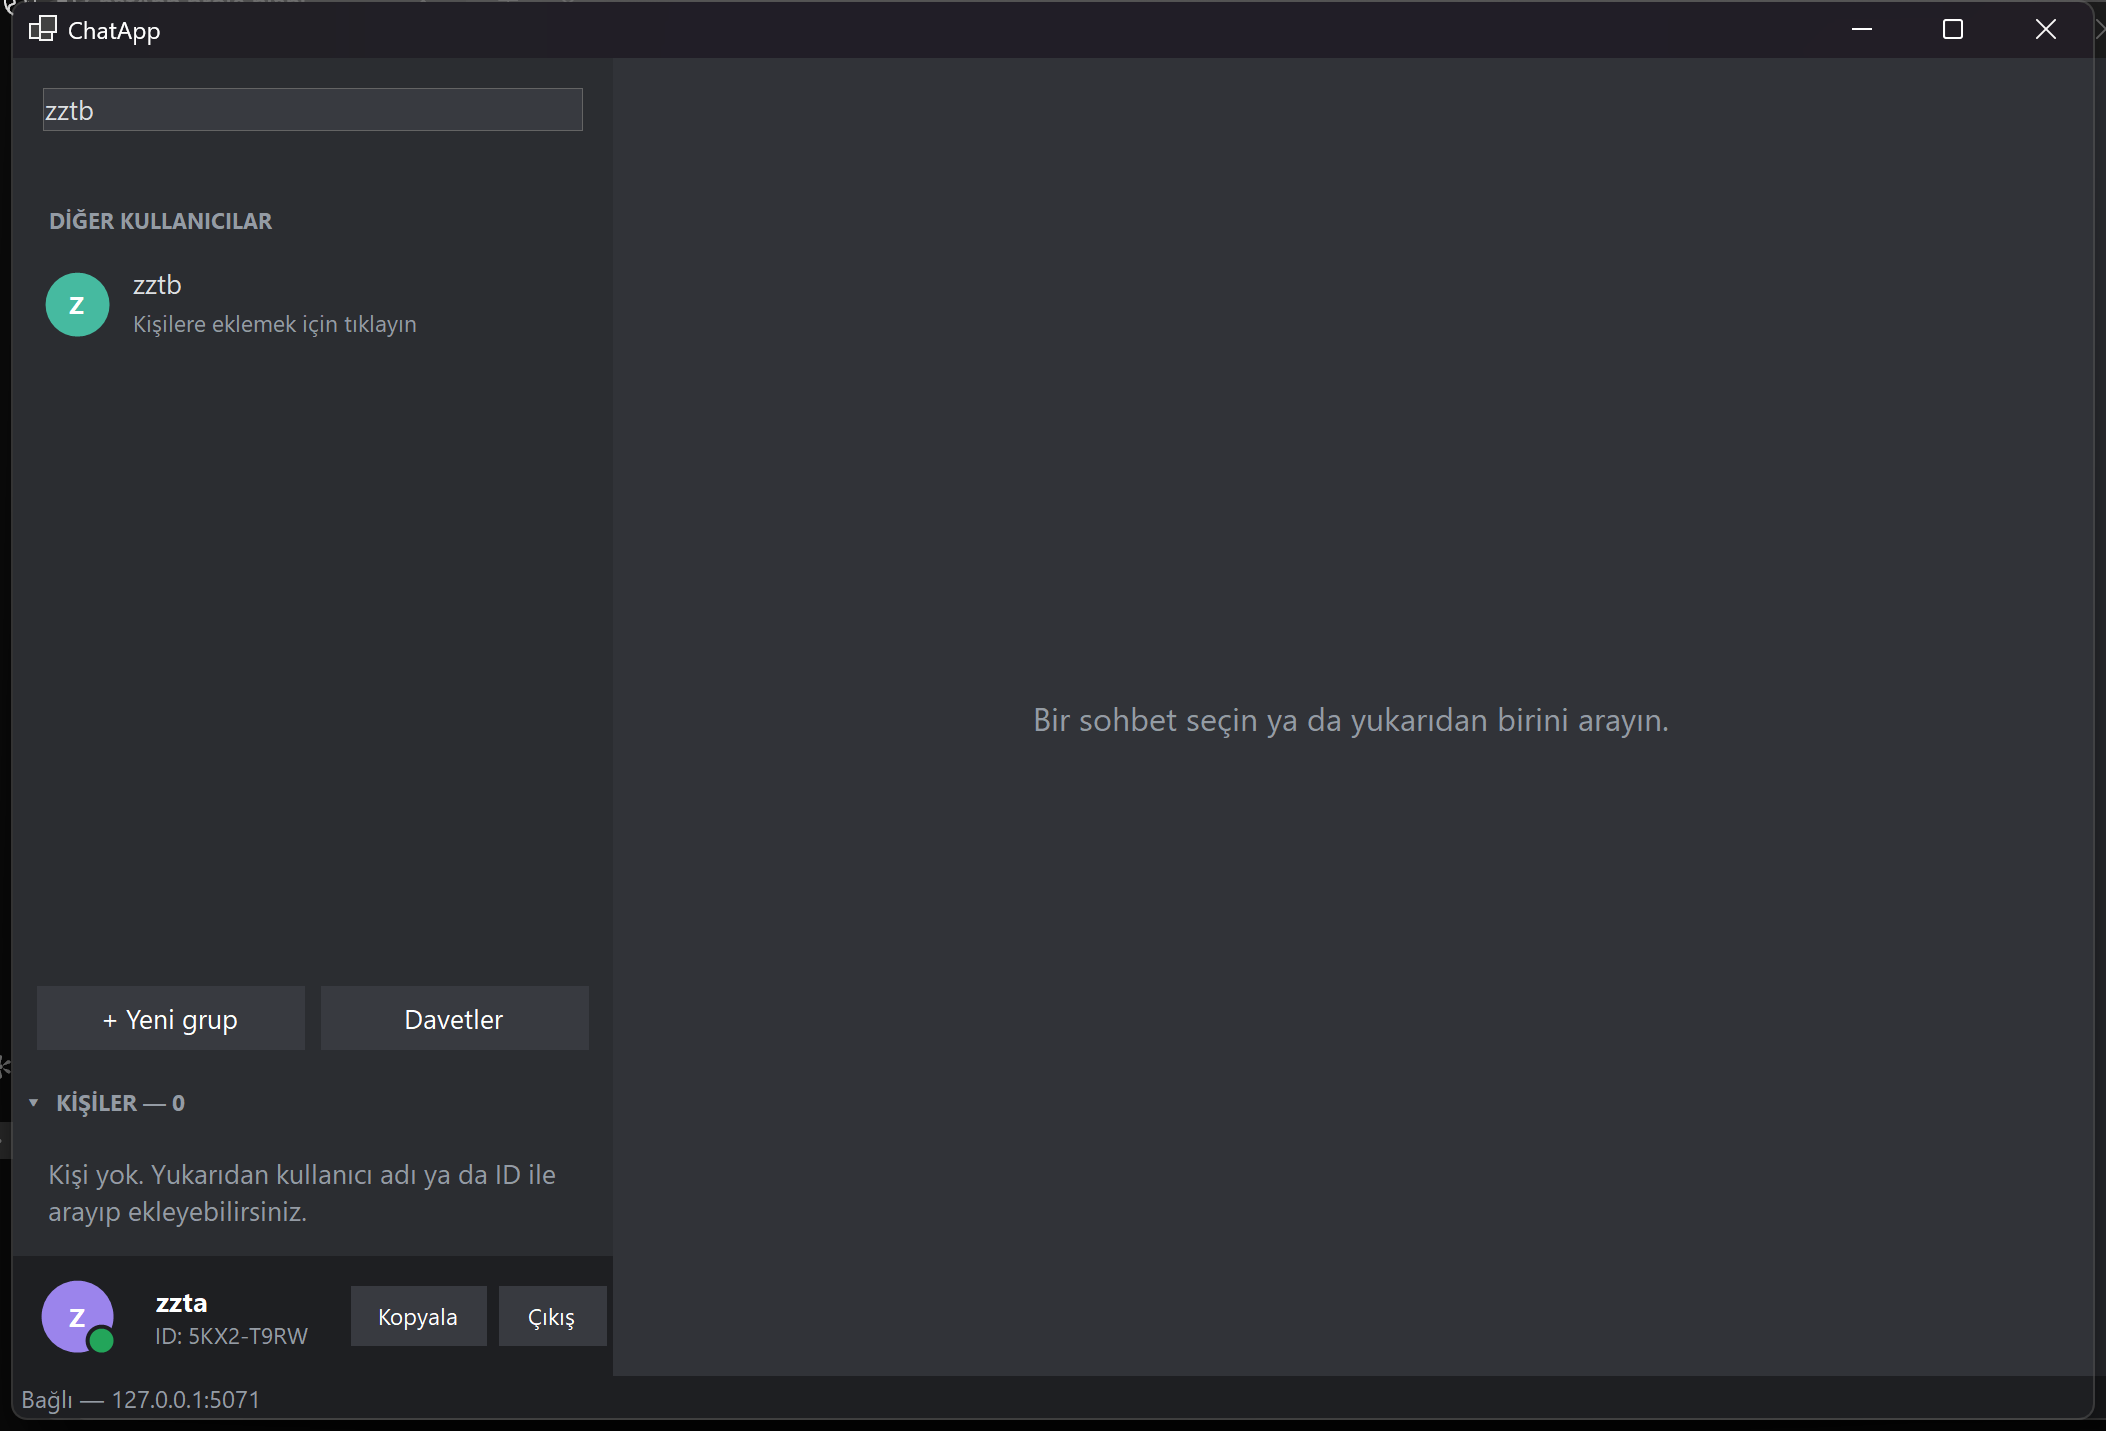 ChatApp
zztb
DİĞER KULLANICILAR
Z
zztb
Kişilere eklemek için tıklayın
Bir sohbet seçin ya da yukarıdan birini arayın.
+ Yeni grup
Davetler
KİŞİLER — 0
Kişi yok. Yukarıdan kullanıcı adı ya da ID ile
arayıp ekleyebilirsiniz.
Z
zzta
ID: 5KX2-T9RW
Kopyala
Çıkış
Bağlı — 127.0.0.1:5071